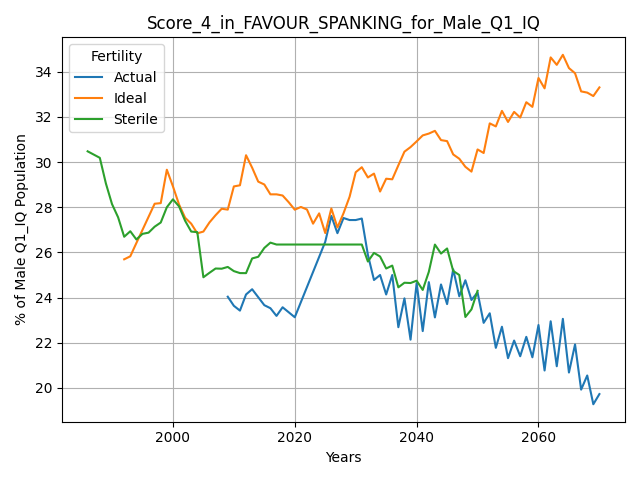 Score_4_in_FAVOUR_SPANKING_for_Male_Q1_IQ
Fertility
Actual
Ideal
Sterile
% of Male Q1_IQ Population
34
32
30
28
26
24
22
20
2000
2020
2040
2060
Years